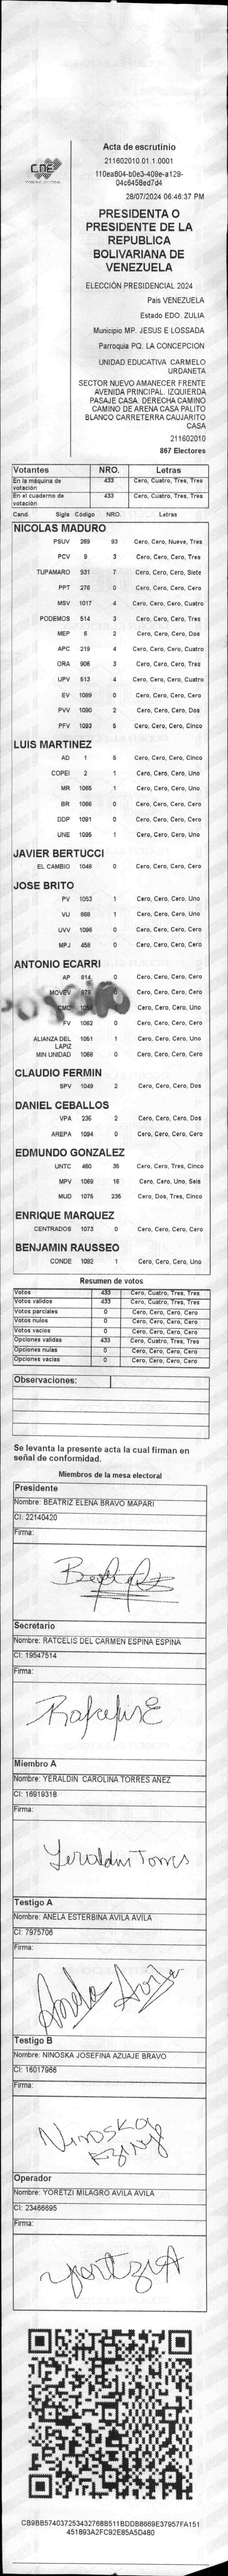 CNE
Acta de escrutinio
211602010.01.1.0001
110ea804-b0e3-409e-a129-
04c6458ed7d4
28/07/2024 06:46:37 PM
PRESIDENTA O
PRESIDENTE DE LA
REPUBLICA
BOLIVARIANA DE
VENEZUELA
ELECCIÓN PRESIDENCIAL 2024
Pais VENEZUELA
Estado EDO. ZULIA
Municipio MP. JESUS E LOSSADA
Parroquia PQ. LA CONCEPCION
UNIDAD EDUCATIVA CARMELO
URDANETA
SECTOR NUEVO AMANECER FRENTE
AVENIDA PRINCIPAL. IZQUIERDA
PASAJE CASA. DERECHA CAMINO
CAMINO DE ARENA CASA PALITO
BLANCO CARRETERRA CAUJARITO
CASA
211602010
867 Electores
Votantes NRO. Letras
En la máquina de votación 433 Cero, Cuatro, Tres, Tres
En el cuaderno de votación 433 Cero, Cuatro, Tres, Tres
Cand. Sigla Código NRO. Letras
NICOLAS MADURO
PSUV 269 93 Cero, Cero, Nueve, Tres
PCV 9 3 Cero, Cero, Cero, Tres
TUPAMARO 931 7 Cero, Cero, Cero, Siete
PPT 276 0 Cero, Cero, Cero, Cero
MSV 1017 4 Cero, Cero, Cero, Cuatro
PODEMOS 514 3 Cero, Cero, Cero, Tres
MEP 6 2 Cero, Cero, Cero, Dos
APC 219 4 Cero, Cero, Cero, Cuatro
ORA 906 3 Cero, Cero, Cero, Tres
UPV 513 4 Cero, Cero, Cero, Cuatro
EV 1089 0 Cero, Cero, Cero, Cero
PVV 1090 2 Cero, Cero, Cero, Dos
PFV 1093 5 Cero, Cero, Cero, Cinco
LUIS MARTINEZ
AD 1 5 Cero, Cero, Cero, Cinco
COPEI 2 1 Cero, Cero, Cero, Uno
MR 1065 1 Cero, Cero, Cero, Uno
BR 1066 0 Cero, Cero, Cero, Cero
DDP 1091 0 Cero, Cero, Cero, Cero
UNE 1095 1 Cero, Cero, Cero, Uno
JAVIER BERTUCCI
EL CAMBIO 1048 0 Cero, Cero, Cero, Cero
JOSE BRITO
PV 1053 1 Cero, Cero, Cero, Uno
VU 868 1 Cero, Cero, Cero, Uno
UVV 1096 0 Cero, Cero, Cero, Cero
MPJ 458 0 Cero, Cero, Cero, Cero
ANTONIO ECARRI
AP 914 0 Cero, Cero, Cero, Cero
MOVEV 978 0 Cero, Cero, Cero, Cero
CMC Cero, Cero, Cero, Uno
FV 1062 0 Cero, Cero, Cero, Cero
ALIANZA DEL LAPIZ 1051 1 Cero, Cero, Cero, Uno
MIN UNIDAD 1058 0 Cero, Cero, Cero, Cero
CLAUDIO FERMIN
SPV 1049 2 Cero, Cero, Cero, Dos
DANIEL CEBALLOS
VPA 236 2 Cero, Cero, Cero, Dos
AREPA 1094 0 Cero, Cero, Cero, Cero
EDMUNDO GONZALEZ
UNTC 460 35 Cero, Cero, Tres, Cinco
MPV 1069 16 Cero, Cero, Uno, Seis
MUD 1076 235 Cero, Dos, Tres, Cinco
ENRIQUE MARQUEZ
CENTRADOS 1073 0 Cero, Cero, Cero, Cero
BENJAMIN RAUSSEO
CONDE 1092 1 Cero, Cero, Cero, Uno
Resumen de votos
Votos 433 Cero, Cuatro, Tres, Tres
Votos validos 433 Cero, Cuatro, Tres, Tres
Votos parciales 0 Cero, Cero, Cero, Cero
Votos nulos 0 Cero, Cero, Cero, Cero
Votos vacios 0 Cero, Cero, Cero, Cero
Opciones validas 433 Cero, Cuatro, Tres, Tres
Opciones nulas 0 Cero, Cero, Cero, Cero
Opciones vacias 0 Cero, Cero, Cero, Cero
Observaciones:
Se levanta la presente acta la cual firman en
señal de conformidad.
Miembros de la mesa electoral
Presidente
Nombre: BEATRIZ ELENA BRAVO MAPARI
CI: 22140420
Firma:
Secretario
Nombre: RATCELIS DEL CARMEN ESPINA ESPINA
CI: 19547514
Firma:
Ratcelis E
Miembro A
Nombre: YERALDIN CAROLINA TORRES AÑEZ
CI: 16919318
Firma:
Yeraldin Torres
Testigo A
Nombre: ANELA ESTERBINA AVILA AVILA
CI: 7975706
Firma:
Anela Avila
Testigo B
Nombre: NINOSKA JOSEFINA AZUAJE BRAVO
CI: 16017966
Firma:
NINOSKA
Operador
Nombre: YORETZI MILAGRO AVILA AVILA
CI: 23466695
Firma:
CB9BB574037253432768B511BDDB8669E37957FA151
451893A2FC92E85A5D480